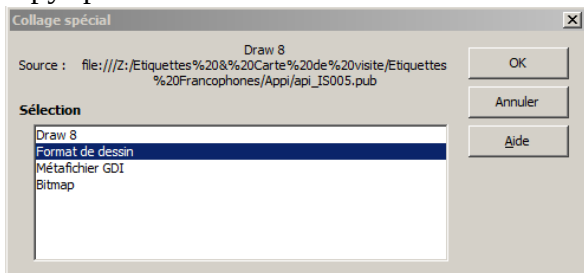 Collage spécial
Draw 8
Source : file:///Z:/Etiquettes%20&%20Carte%20de%20visite/Etiquettes
%20Francophones/Appi/api_IS005.pub
OK
Annuler
Aide
Sélection
Draw 8
Format de dessin
Métafichier GDI
Bitmap